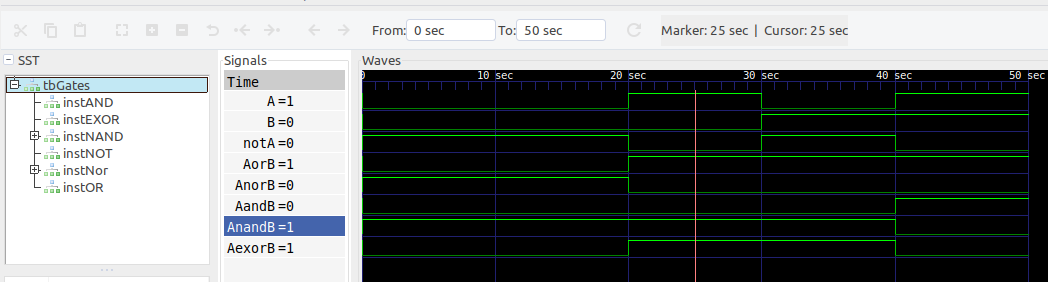 From: 0 sec To: 50 sec Marker: 25 sec | Cursor: 25 sec
SST
tbGates
instAND
instEXOR
instNAND
instNOT
instNor
instOR
Signals
Time
A=1
B=0
notA=0
AorB=1
AnorB=0
AandB=0
AnandB=1
AexorB=1
Waves
0 10 sec 20 sec 30 sec 40 sec 50 sec